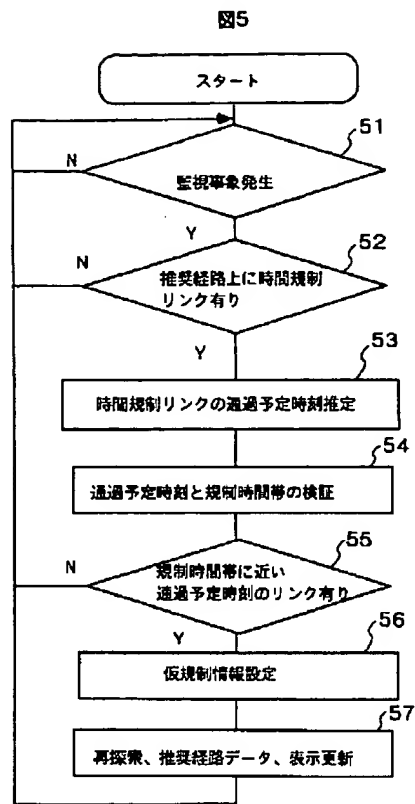 図5
スタート
51
N
監視事象発生
Y
52
N
推奨経路上に時間規制
リンク有り
Y
53
時間規制リンクの通過予定時刻推定
54
通過予定時刻と規制時間帯の検証
55
N
規制時間帯に近い
通過予定時刻のリンク有り
Y
56
仮規制情報設定
57
再探索、推奨経路データ、表示更新